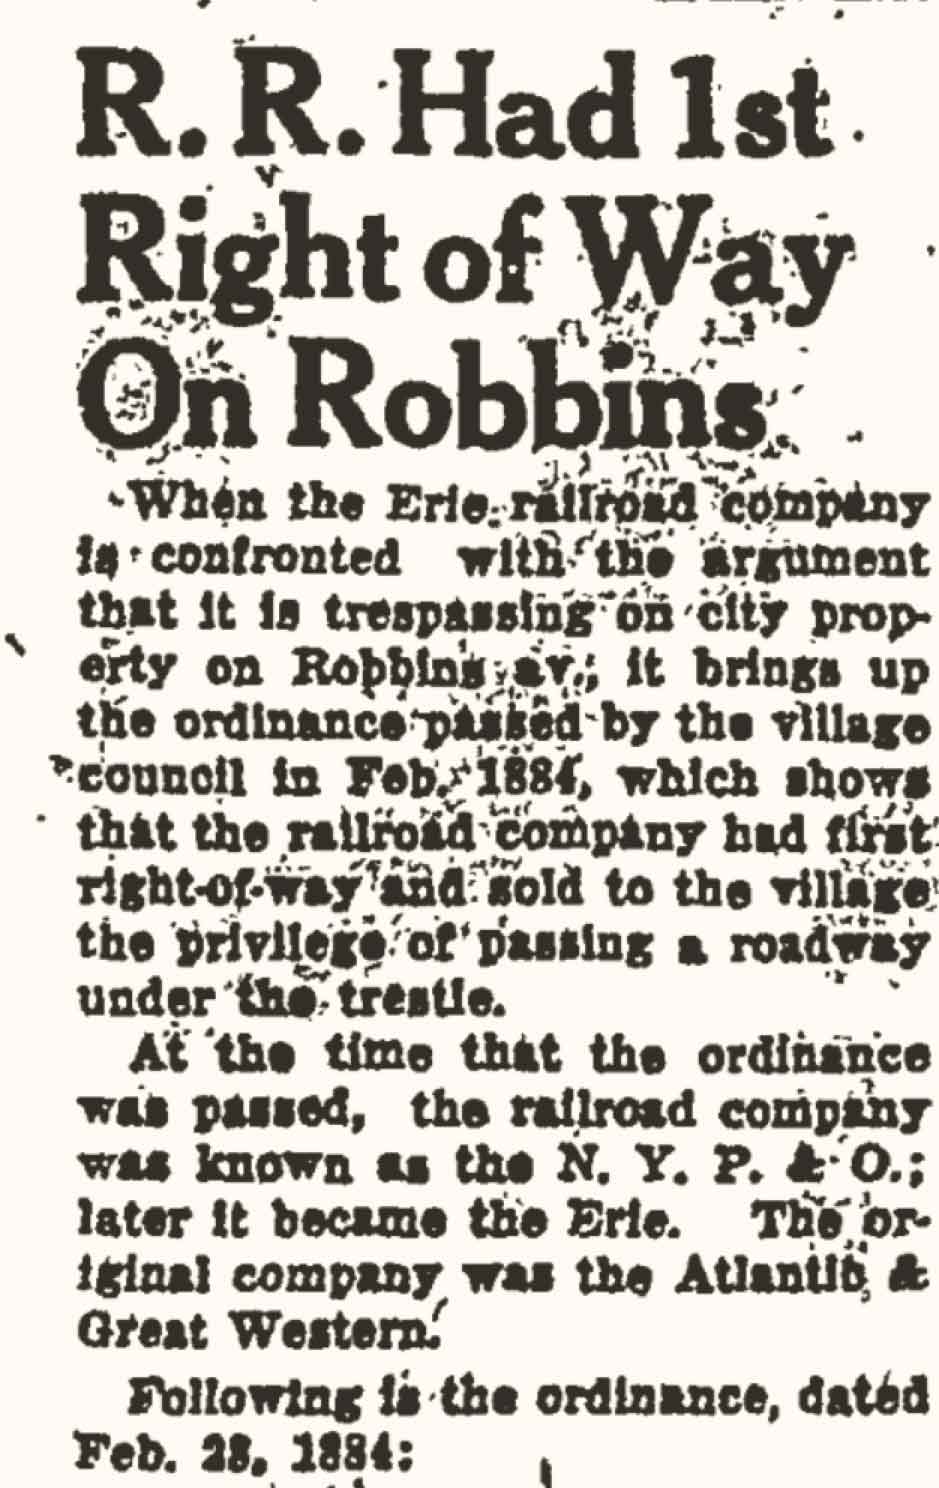 R. R. Had 1st
Right of Way
On Robbins
When the Erie railroad company
is confronted with the argument
that it is trespassing on city prop-
erty on Robbins av., it brings up
the ordinance passed by the village
council in Feb. 1884, which shows
that the railroad company had first
right-of-way and sold to the village
the privilege of passing a roadway
under the trestle.
At the time that the ordinance
was passed, the railroad company
was known as the N. Y. P. & O.;
later it became the Erie. The or-
iginal company was the Atlantic &
Great Western.
Following is the ordinance, dated
Feb. 28, 1884: